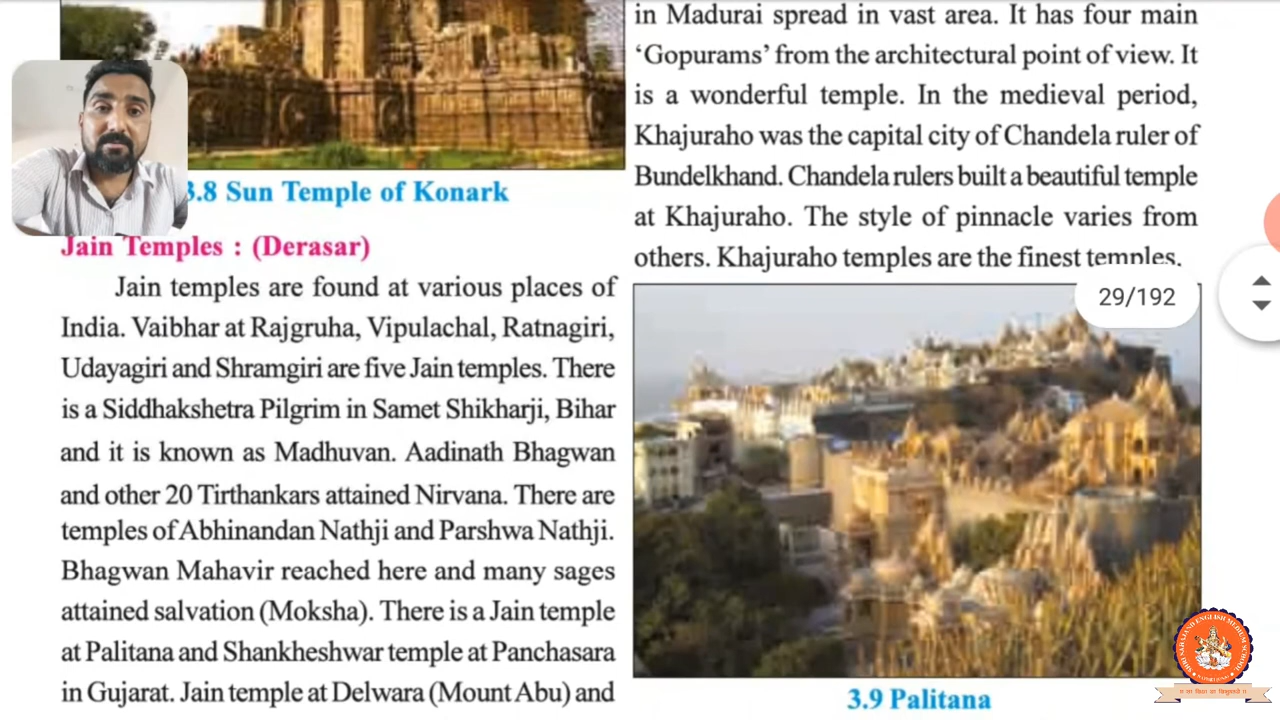 3.8 Sun Temple of Konark
Jain Temples : (Derasar)
Jain temples are found at various places of
India. Vaibhar at Rajgruha, Vipulachal, Ratnagiri,
Udayagiri and Shramgiri are five Jain temples. There
is a Siddhakshetra Pilgrim in Samet Shikharji, Bihar
and it is known as Madhuvan. Aadinath Bhagwan
and other 20 Tirthankars attained Nirvana. There are
temples of Abhinandan Nathji and Parshwa Nathji.
Bhagwan Mahavir reached here and many sages
attained salvation (Moksha). There is a Jain temple
at Palitana and Shankheshwar temple at Panchasara
in Gujarat. Jain temple at Delwara (Mount Abu) and
in Madurai spread in vast area. It has four main
‘Gopurams’ from the architectural point of view. It
is a wonderful temple. In the medieval period,
Khajuraho was the capital city of Chandela ruler of
Bundelkhand. Chandela rulers built a beautiful temple
at Khajuraho. The style of pinnacle varies from
others. Khajuraho temples are the finest temples.
29/192
3.9 Palitana